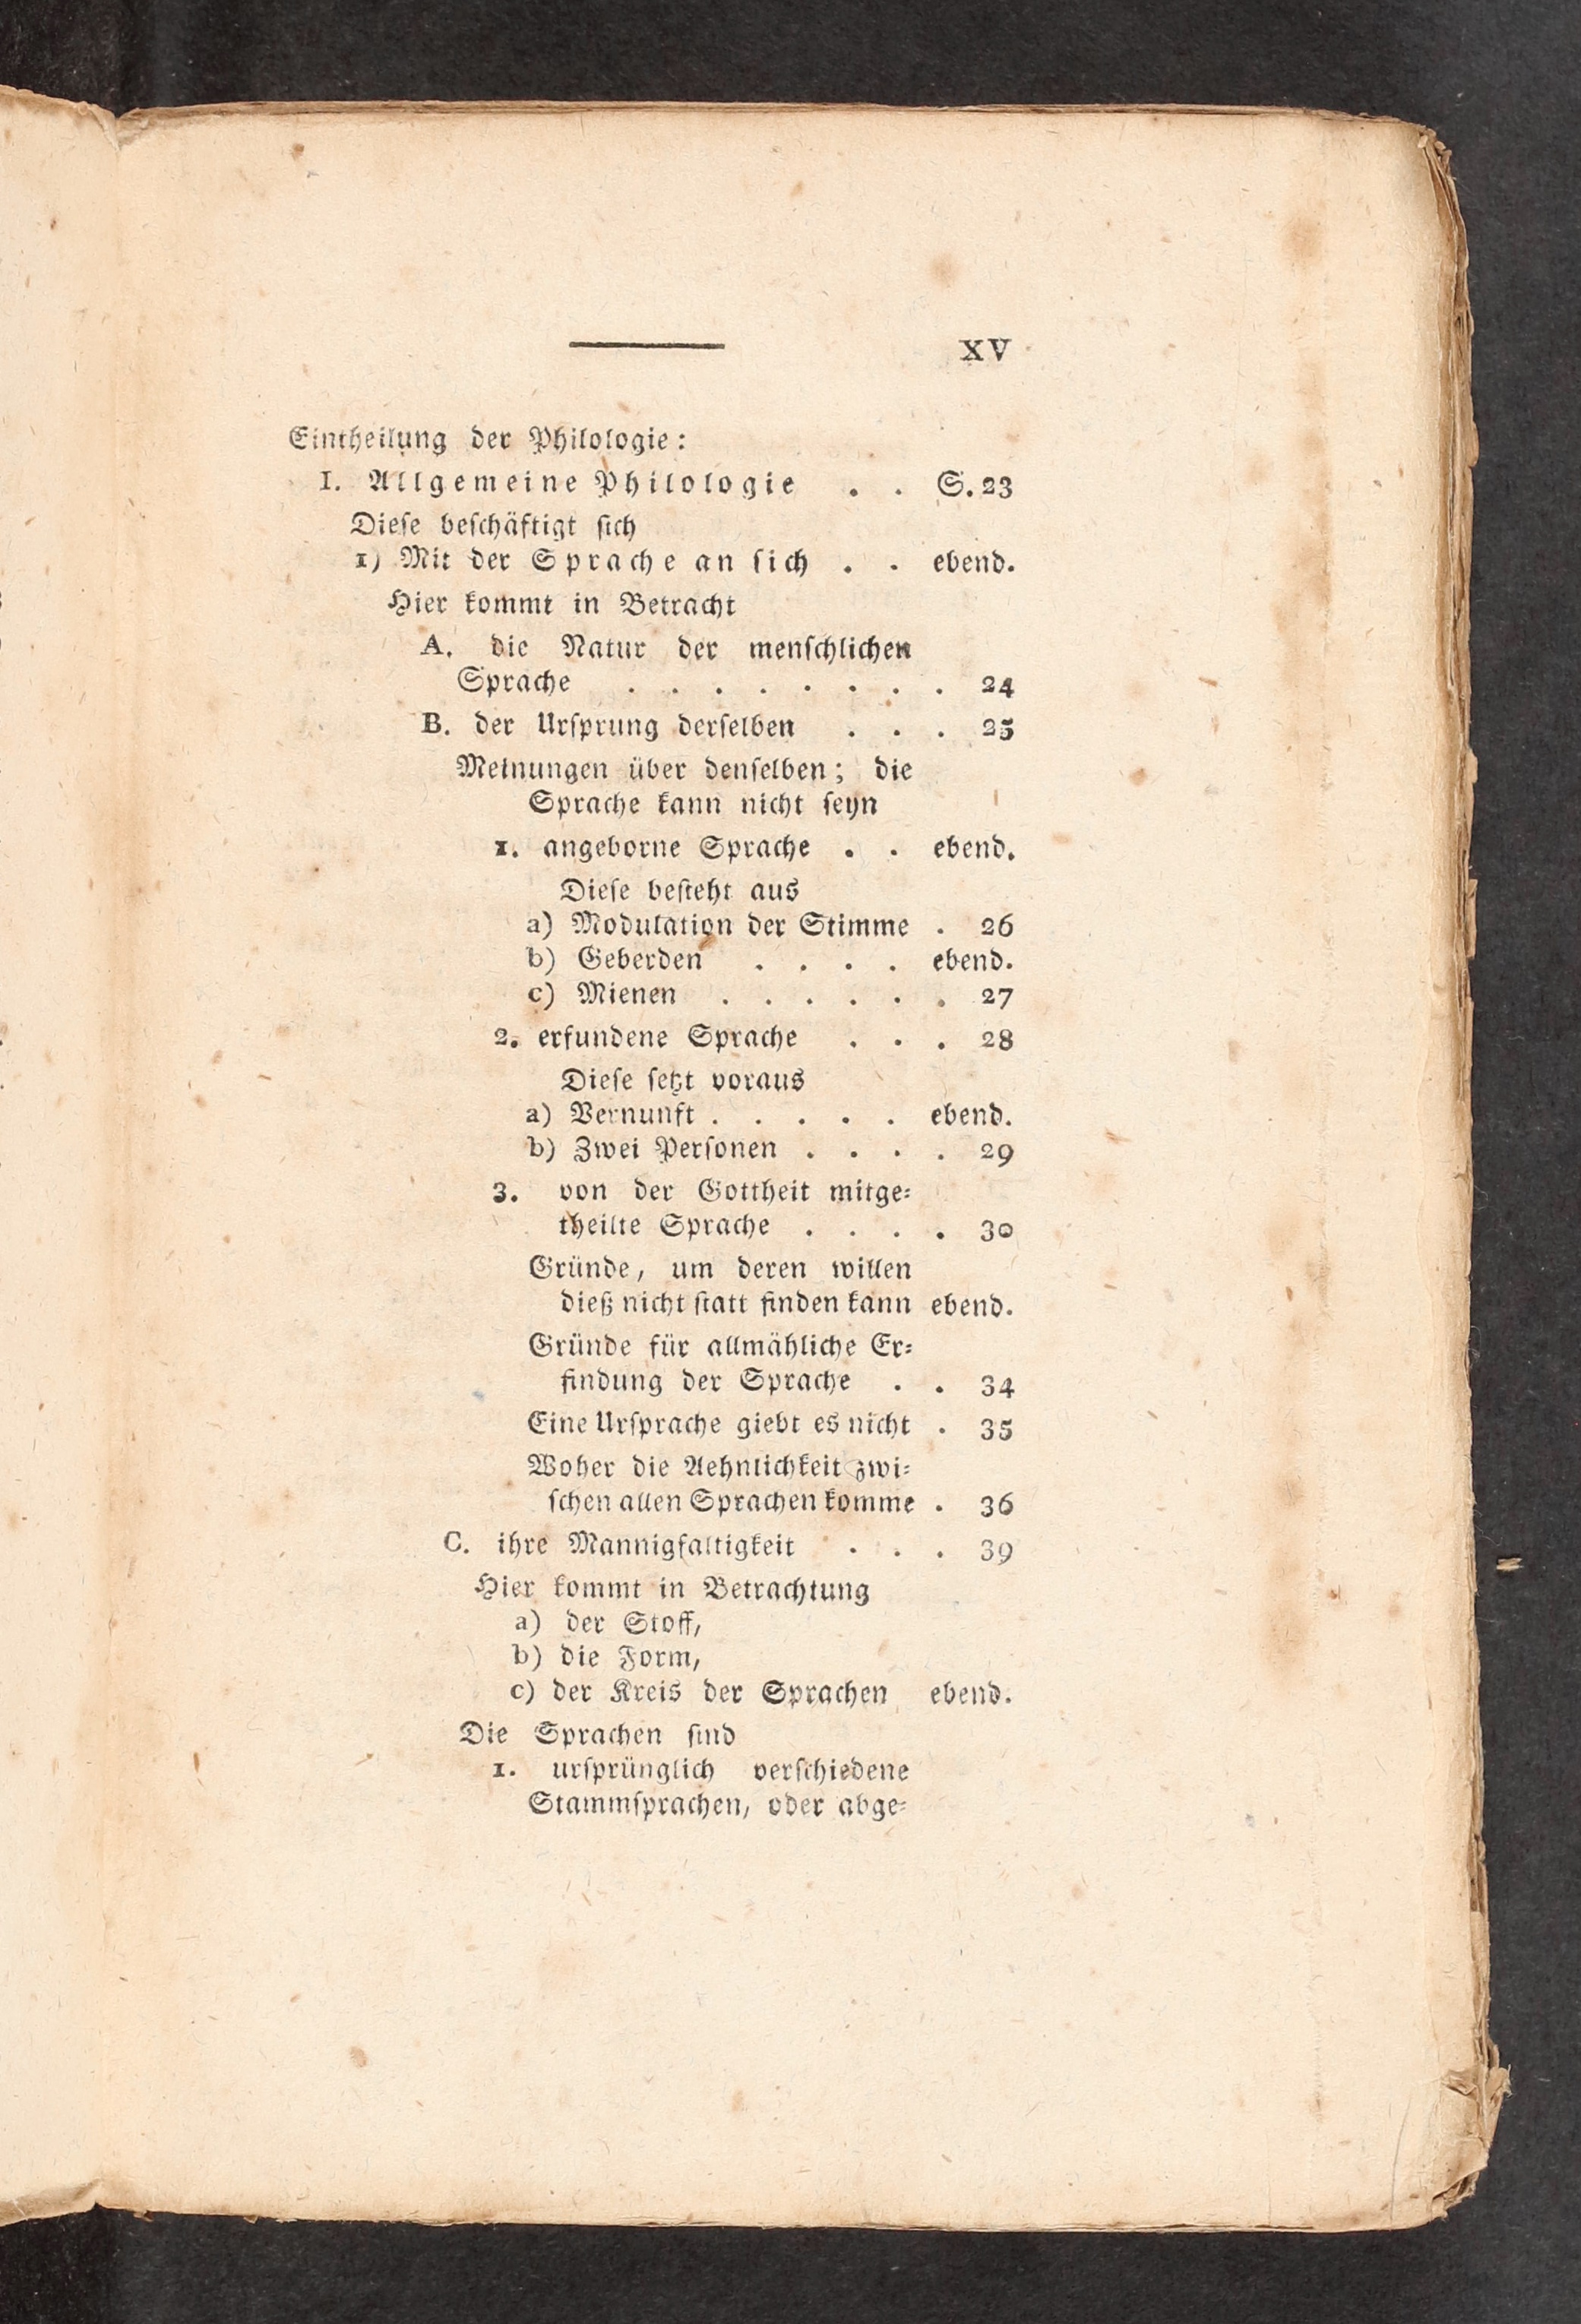 XV
Eintheilung der Philologie:
I. Allgemeine Philologie . . S. 23
Dieſe beſchäftigt ſich
1) Mit der Sprache an ſich . . ebend.
Hier kommt in Betracht
A. die Natur der menſchlichen
Sprache . . . . . . . . 24
B. der Urſprung derſelben . . . 25
Meinungen über denſelben; die
Sprache kann nicht ſeyn
1. angeborne Sprache . . ebend.
Dieſe beſteht aus
a) Modulation der Stimme . 26
b) Geberden . . . . ebend.
c) Mienen . . . . . . 27
2. erfundene Sprache . . . 28
Dieſe ſetzt voraus
a) Vernunft . . . . . ebend.
b) Zwei Perſonen . . . . 29
3. von der Gottheit mitge⸗
theilte Sprache . . . . 30
Gründe, um deren willen
dieß nicht ſtatt finden kann ebend.
Gründe für allmähliche Er⸗
findung der Sprache . . 34
Eine Urſprache giebt es nicht . 35
Woher die Aehnlichkeit zwi⸗
ſchen allen Sprachen komme . 36
C. ihre Mannigfaltigkeit . . . 39
Hier kommt in Betrachtung
a) der Stoff,
b) die Form,
c) der Kreis der Sprachen ebend.
Die Sprachen ſind
1. urſprünglich verſchiedene
Stammſprachen, oder abge⸗